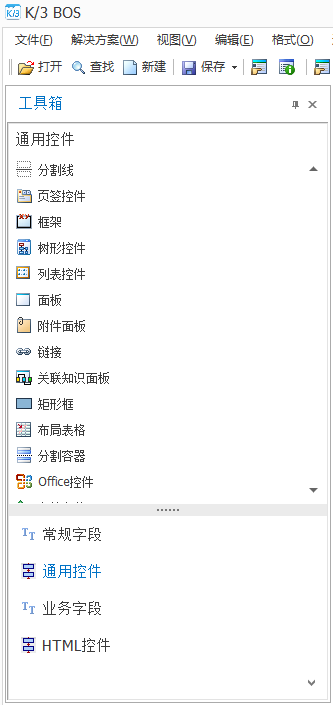 K/3 K/3 BOS
文件(F) 解决方案(W) 视图(V) 编辑(E) 格式(O)
打开 查找 新建 保存
工具箱
通用控件
分割线
页签控件
框架
树形控件
列表控件
面板
附件面板
链接
关联知识面板
矩形框
布局表格
分割容器
Office控件
常规字段
通用控件
业务字段
HTML控件